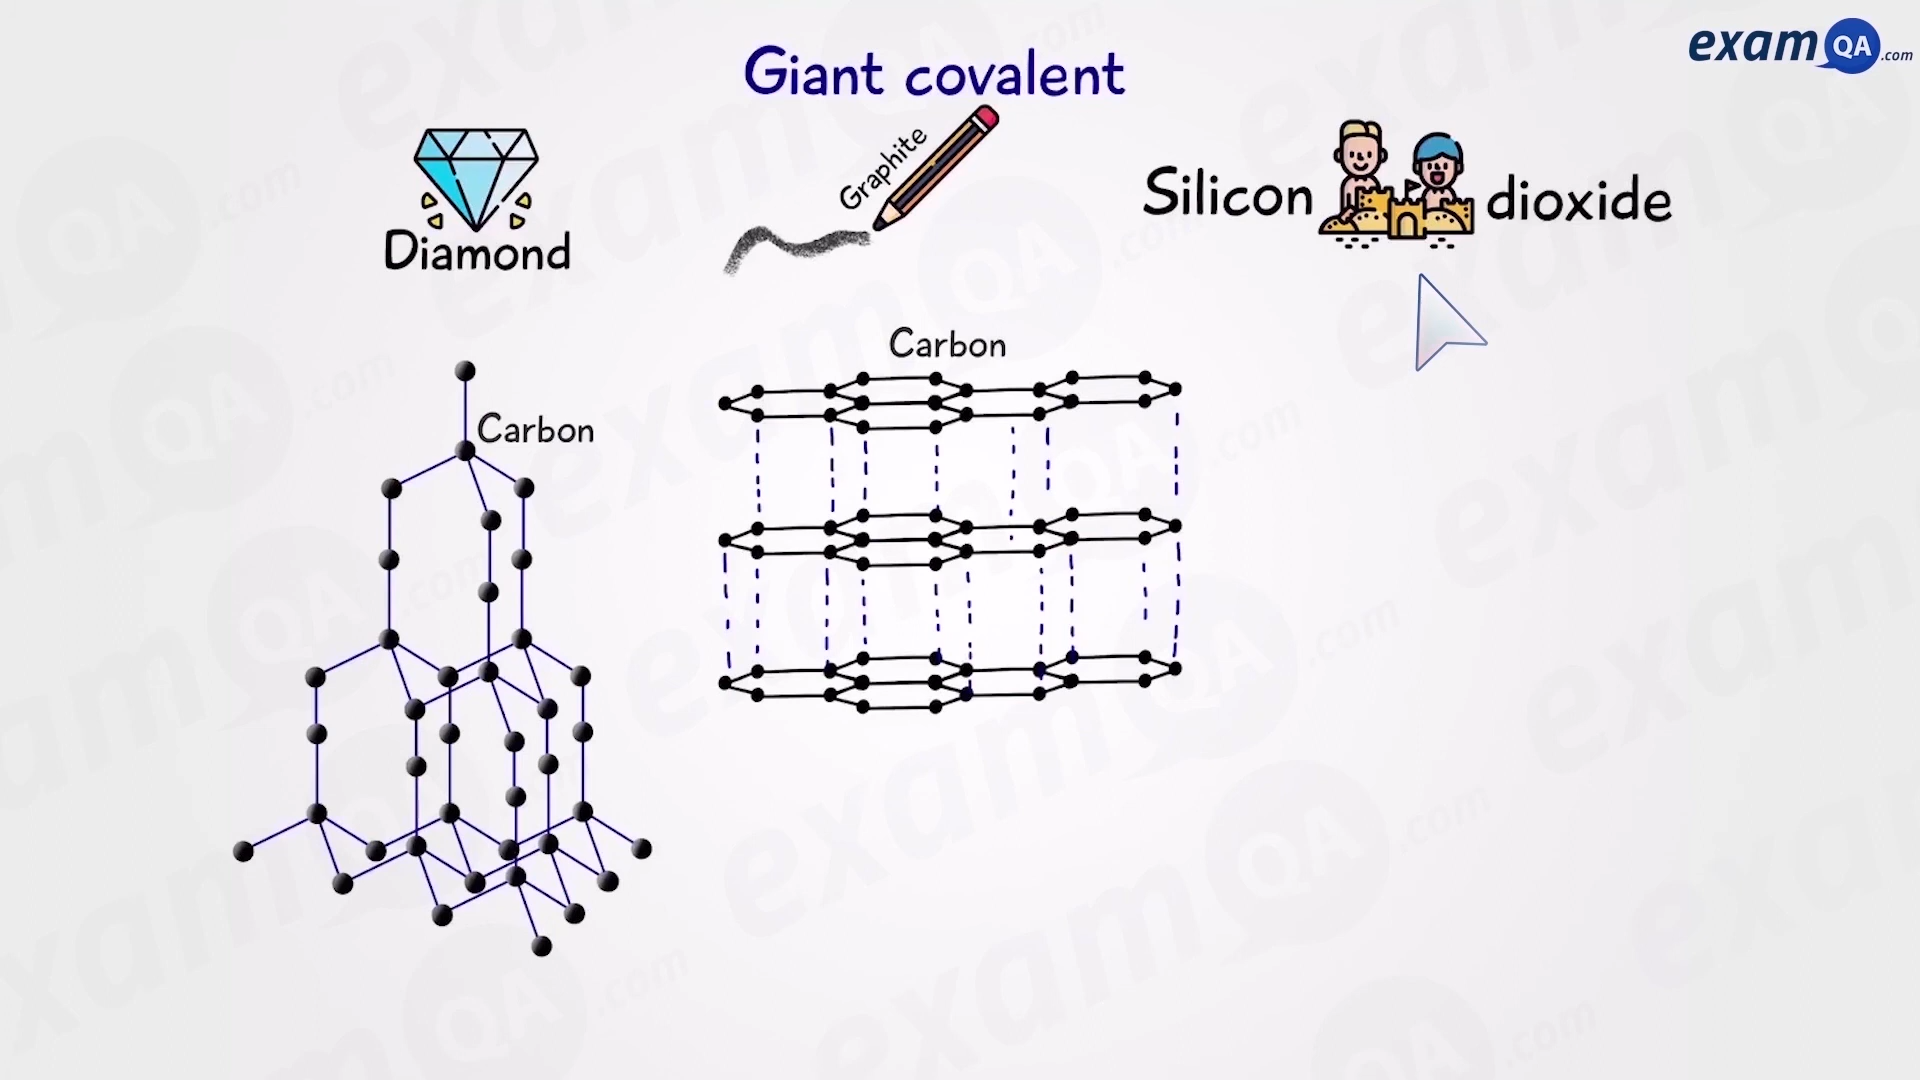 examQA.com
Giant covalent
Diamond
Graphite
Silicon dioxide
Carbon
Carbon